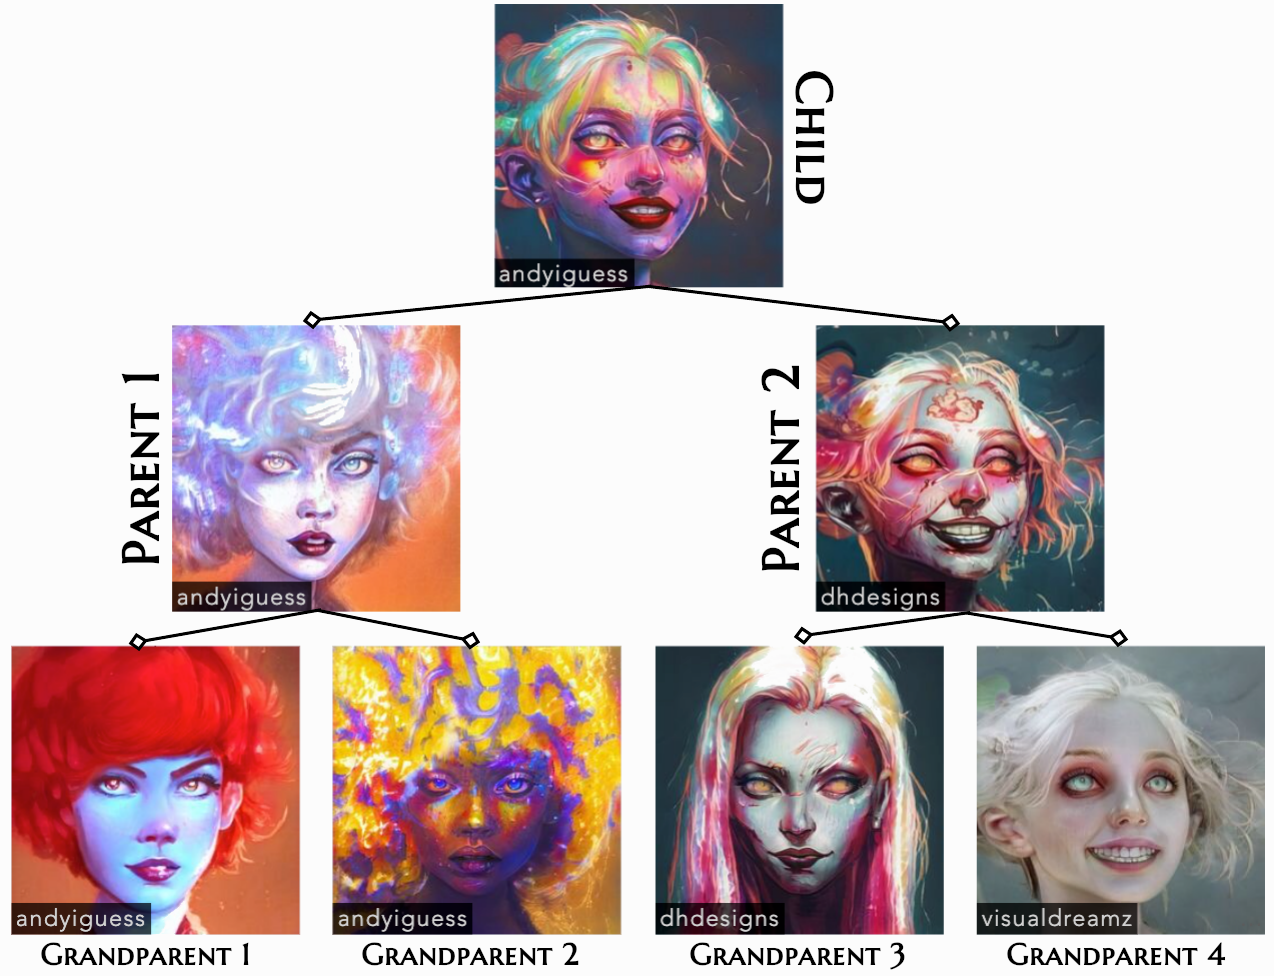 Child
andyiguess
Parent 1
andyiguess
Parent 2
dhdesigns
andyiguess
andyiguess
dhdesigns
visualdreamz
Grandparent 1
Grandparent 2
Grandparent 3
Grandparent 4